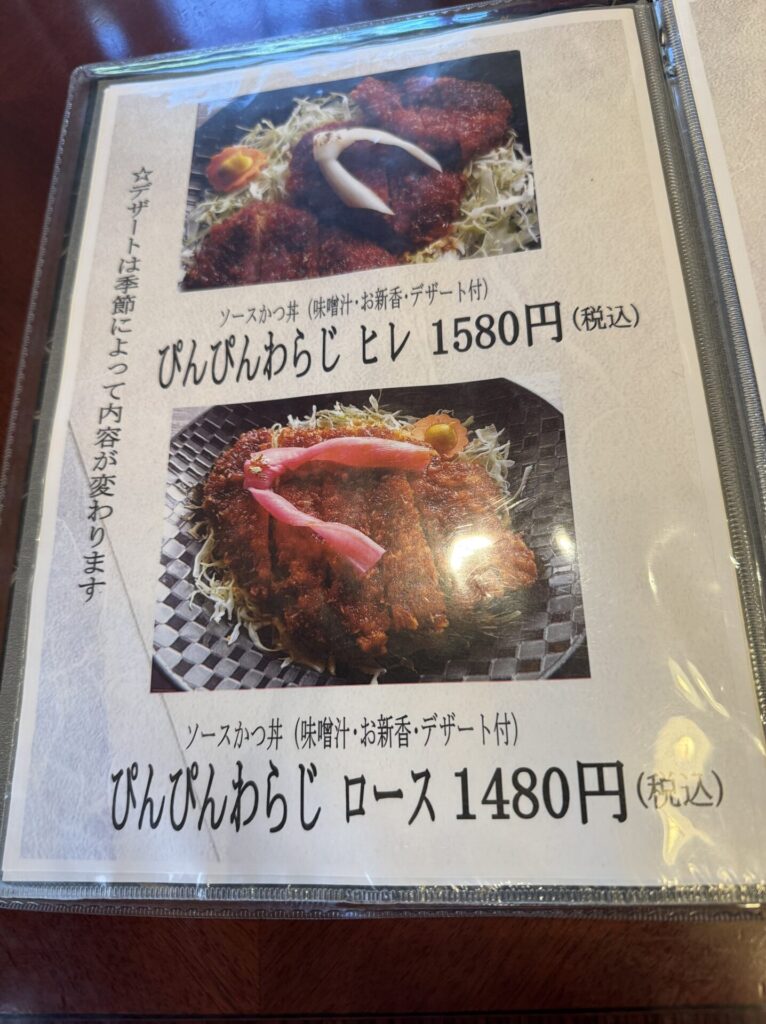 ☆デザートは季節によって内容が変わります
ソースかつ丼（味噌汁・お新香・デザート付）
ぴんぴんわらじ ヒレ 1580円（税込）
ソースかつ丼（味噌汁・お新香・デザート付）
ぴんぴんわらじ ロース 1480円（税込）